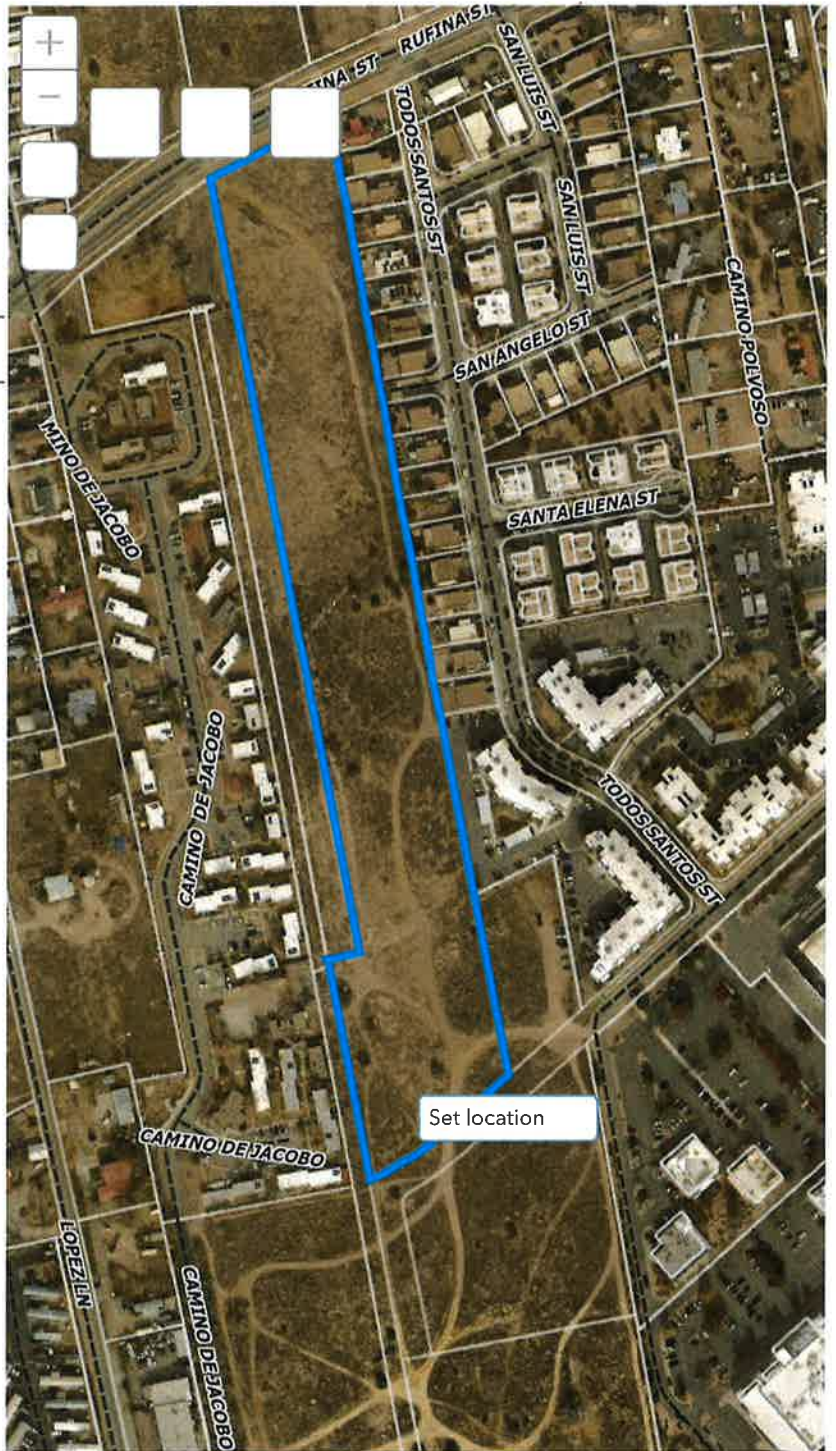 +
RUFINA ST
INA ST
SAN LUIS ST
−
TODOS SANTOS ST
SAN LUIS ST
CAMINO POLVOSO
SAN ANGELO ST
MINO DE JACOBO
SANTA ELENA ST
CAMINO DE JACOBO
TODOS SANTOS ST
Set location
CAMINO DE JACOBO
LOPEZ LN
CAMINO DE JACOBO